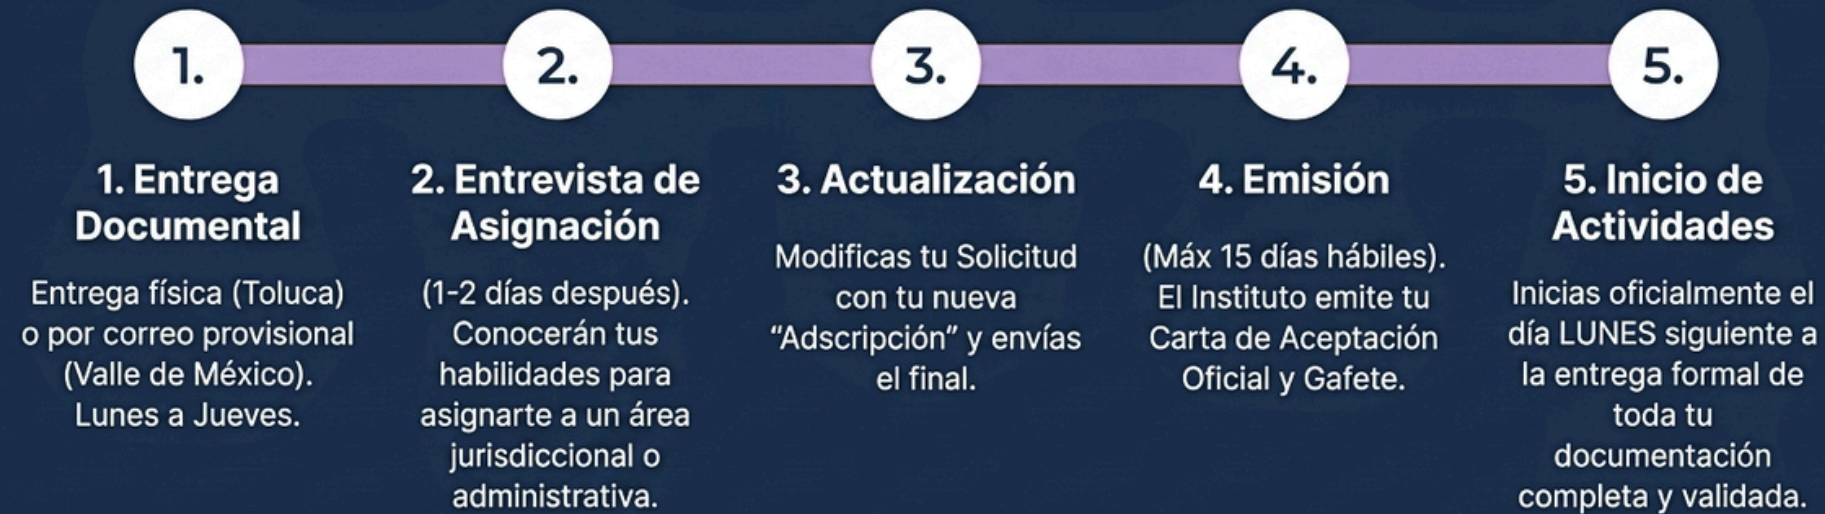 1.
2.
3.
4.
5.
1. Entrega
Documental
Entrega física (Toluca)
o por correo provisional
(Valle de México).
Lunes a Jueves.
2. Entrevista de
Asignación
(1-2 días después).
Conocerán tus
habilidades para
asignarte a un área
jurisdiccional o
administrativa.
3. Actualización
Modificas tu Solicitud
con tu nueva
“Adscripción” y envías
el final.
4. Emisión
(Máx 15 días hábiles).
El Instituto emite tu
Carta de Aceptación
Oficial y Gafete.
5. Inicio de
Actividades
Inicias oficialmente el
día LUNES siguiente a
la entrega formal de
toda tu
documentación
completa y validada.